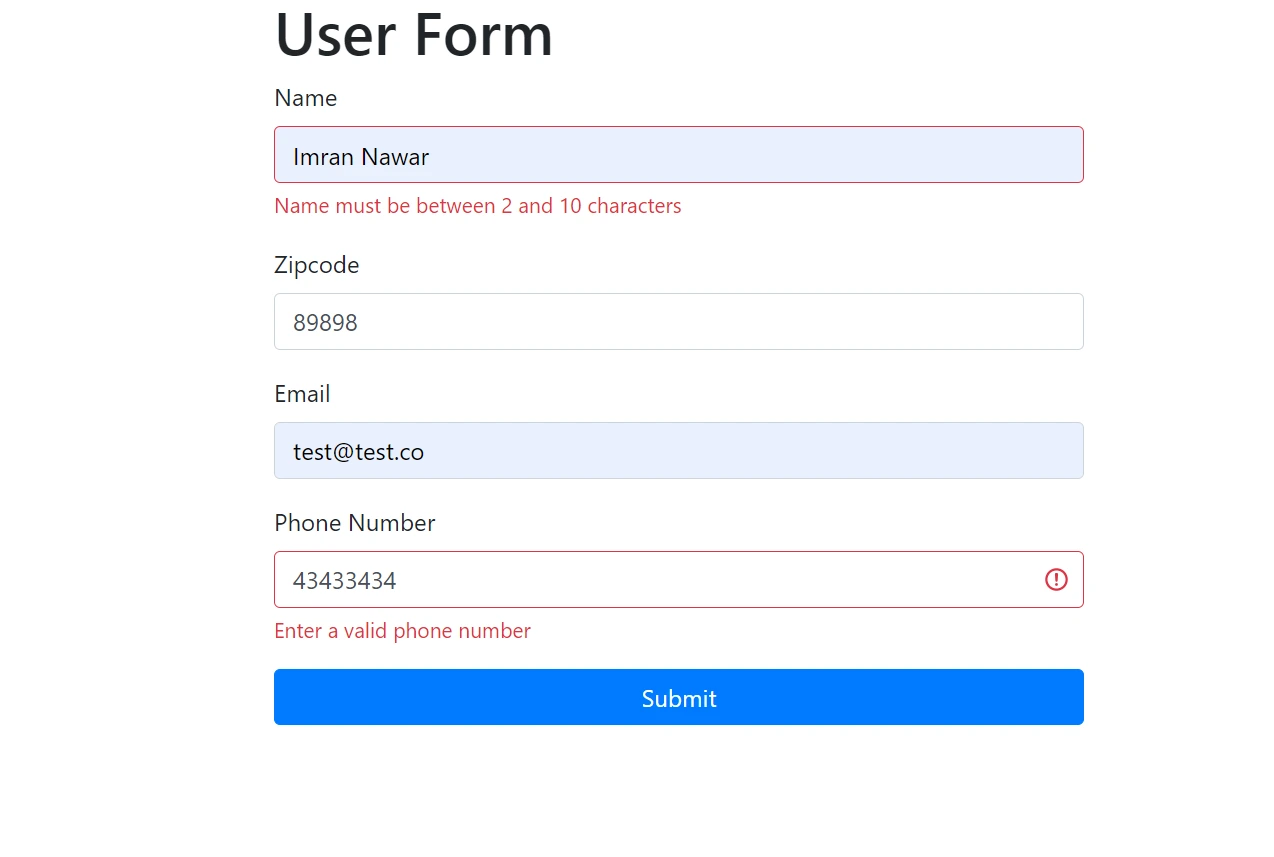 User Form
Name
Imran Nawar
Name must be between 2 and 10 characters
Zipcode
89898
Email
test@test.co
Phone Number
43433434
Enter a valid phone number
Submit